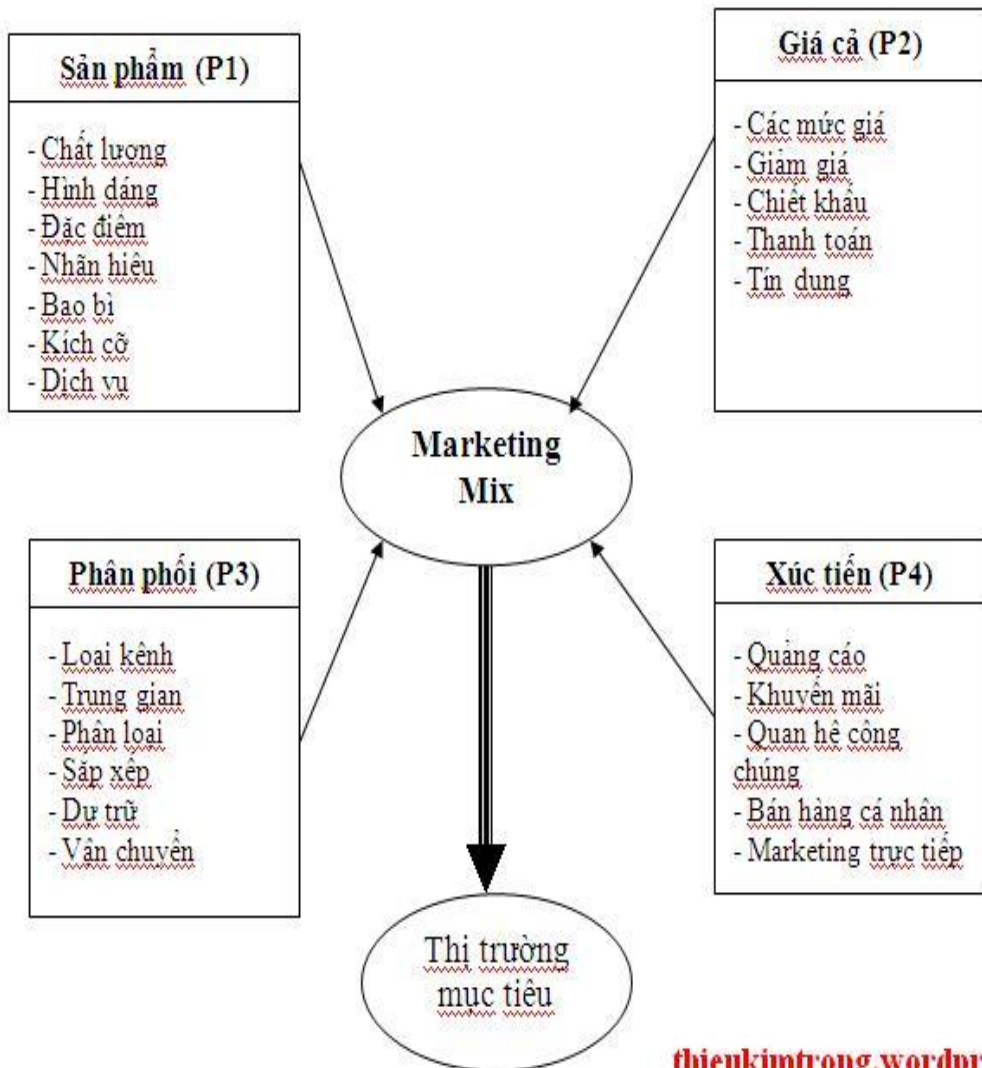 Sản phẩm (P1)
- Chất lượng
- Hình dáng
- Đặc điểm
- Nhãn hiệu
- Bao bì
- Kích cỡ
- Dịch vụ
Giá cả (P2)
- Các mức giá
- Giảm giá
- Chiết khấu
- Thanh toán
- Tín dụng
Marketing
Mix
Phân phối (P3)
- Loại kênh
- Trung gian
- Phân loại
- Sắp xếp
- Dự trữ
- Vận chuyển
Xúc tiến (P4)
- Quảng cáo
- Khuyến mãi
- Quan hệ công
chúng
- Bán hàng cá nhân
- Marketing trực tiếp
Thị trường
mục tiêu